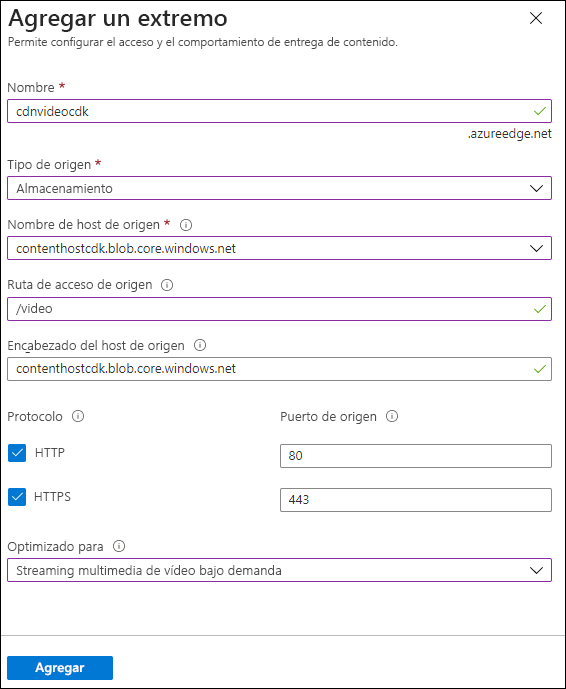 Agregar un extremo
Permite configurar el acceso y el comportamiento de entrega de contenido.
Nombre *
cdnvideocdk
.azureedge.net
Tipo de origen *
Almacenamiento
Nombre de host de origen *
contenthostcdk.blob.core.windows.net
Ruta de acceso de origen
/video
Encabezado del host de origen
contenthostcdk.blob.core.windows.net
Protocolo Puerto de origen
HTTP 80
HTTPS 443
Optimizado para
Streaming multimedia de vídeo bajo demanda
Agregar